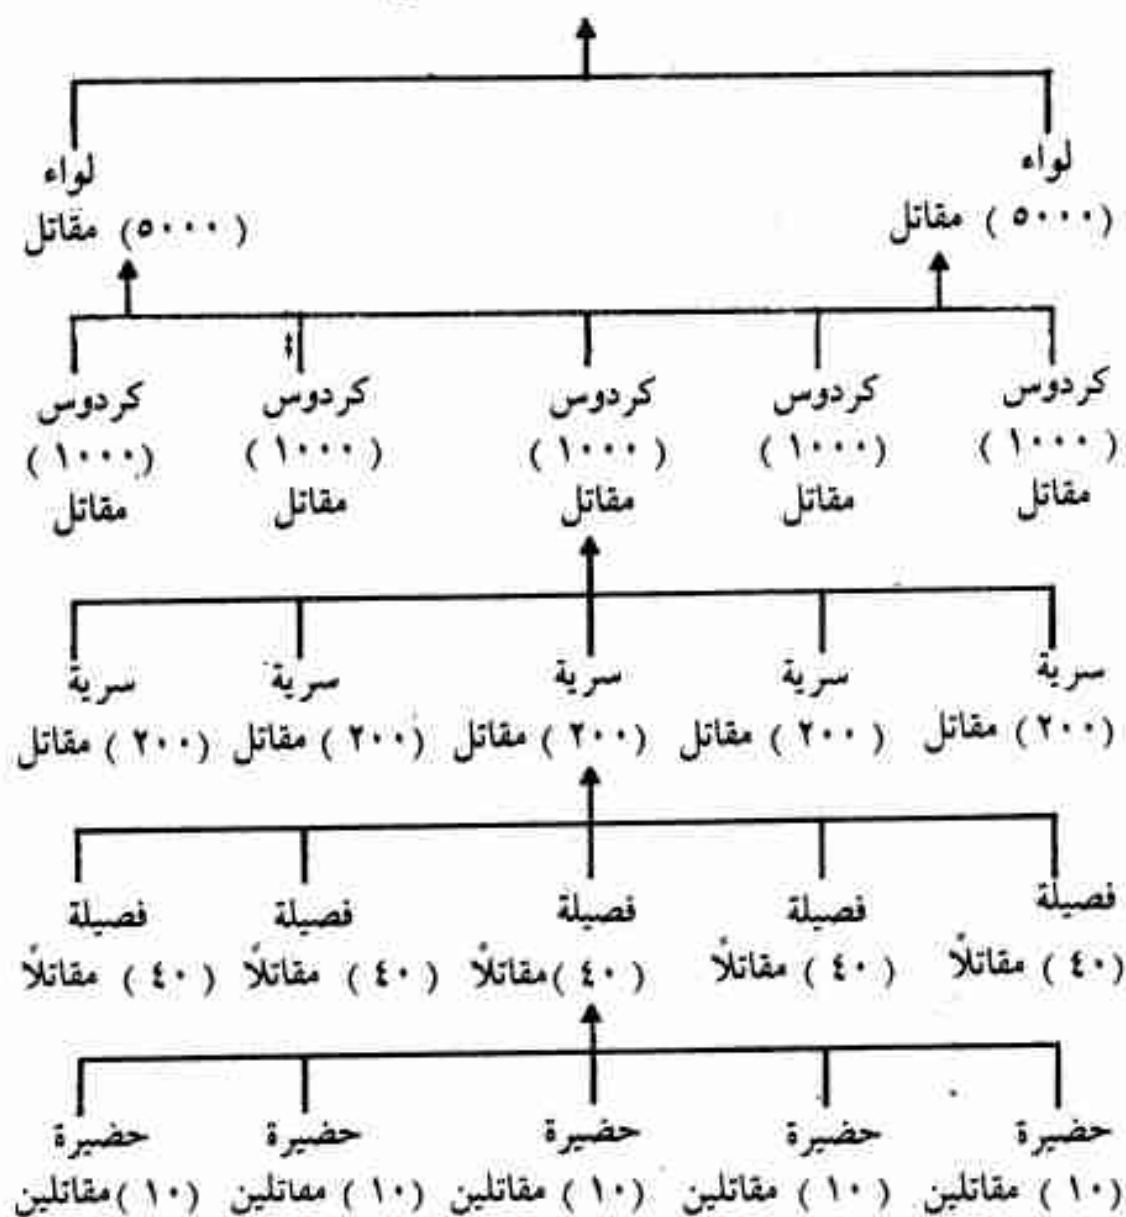 لواء لواء
(٥٠٠٠) مقاتل (٥٠٠٠) مقاتل
كردوس كردوس كردوس كردوس كردوس
(١٠٠٠) (١٠٠٠) (١٠٠٠) (١٠٠٠) (١٠٠٠)
مقاتل مقاتل مقاتل مقاتل مقاتل
سرية سرية سرية سرية سرية
(٢٠٠) مقاتل (٢٠٠) مقاتل (٢٠٠) مقاتل (٢٠٠) مقاتل (٢٠٠) مقاتل
فصيلة فصيلة فصيلة فصيلة فصيلة
(٤٠) مقاتلاً (٤٠) مقاتلاً (٤٠) مقاتلاً (٤٠) مقاتلاً (٤٠) مقاتلاً
حضيرة حضيرة حضيرة حضيرة حضيرة
(١٠) مقاتلين (١٠) مقاتلين (١٠) مقاتلين (١٠) مقاتلين (١٠) مقاتلين